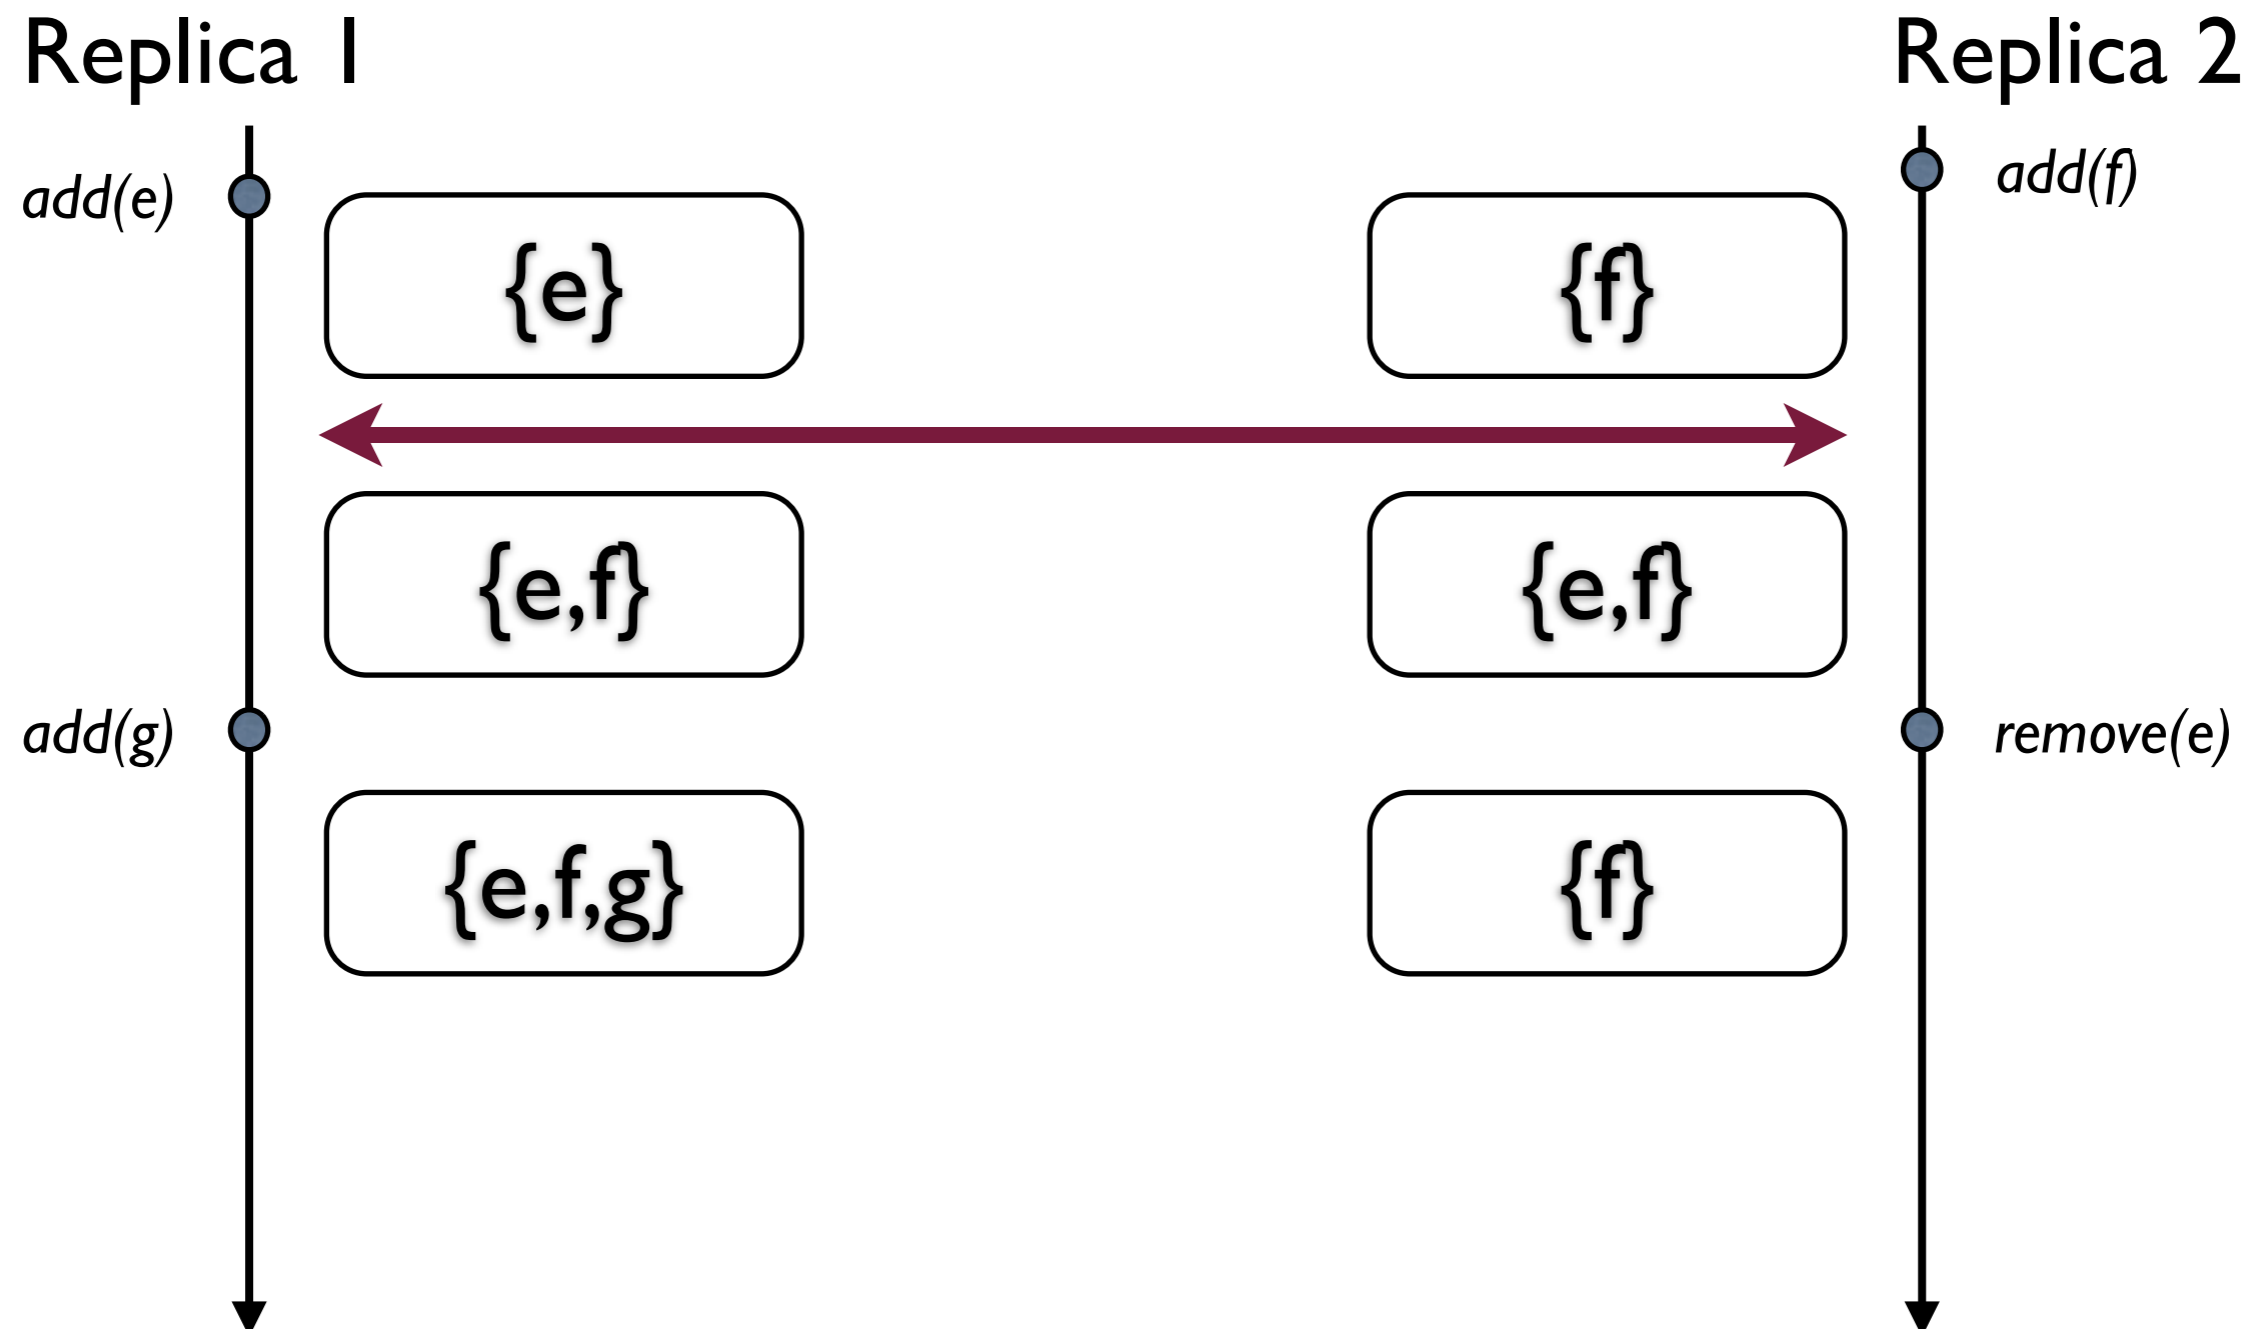 Replica 1
Replica 2
add(e)
add(f)
{e}
{f}
{e,f}
{e,f}
add(g)
remove(e)
{e,f,g}
{f}